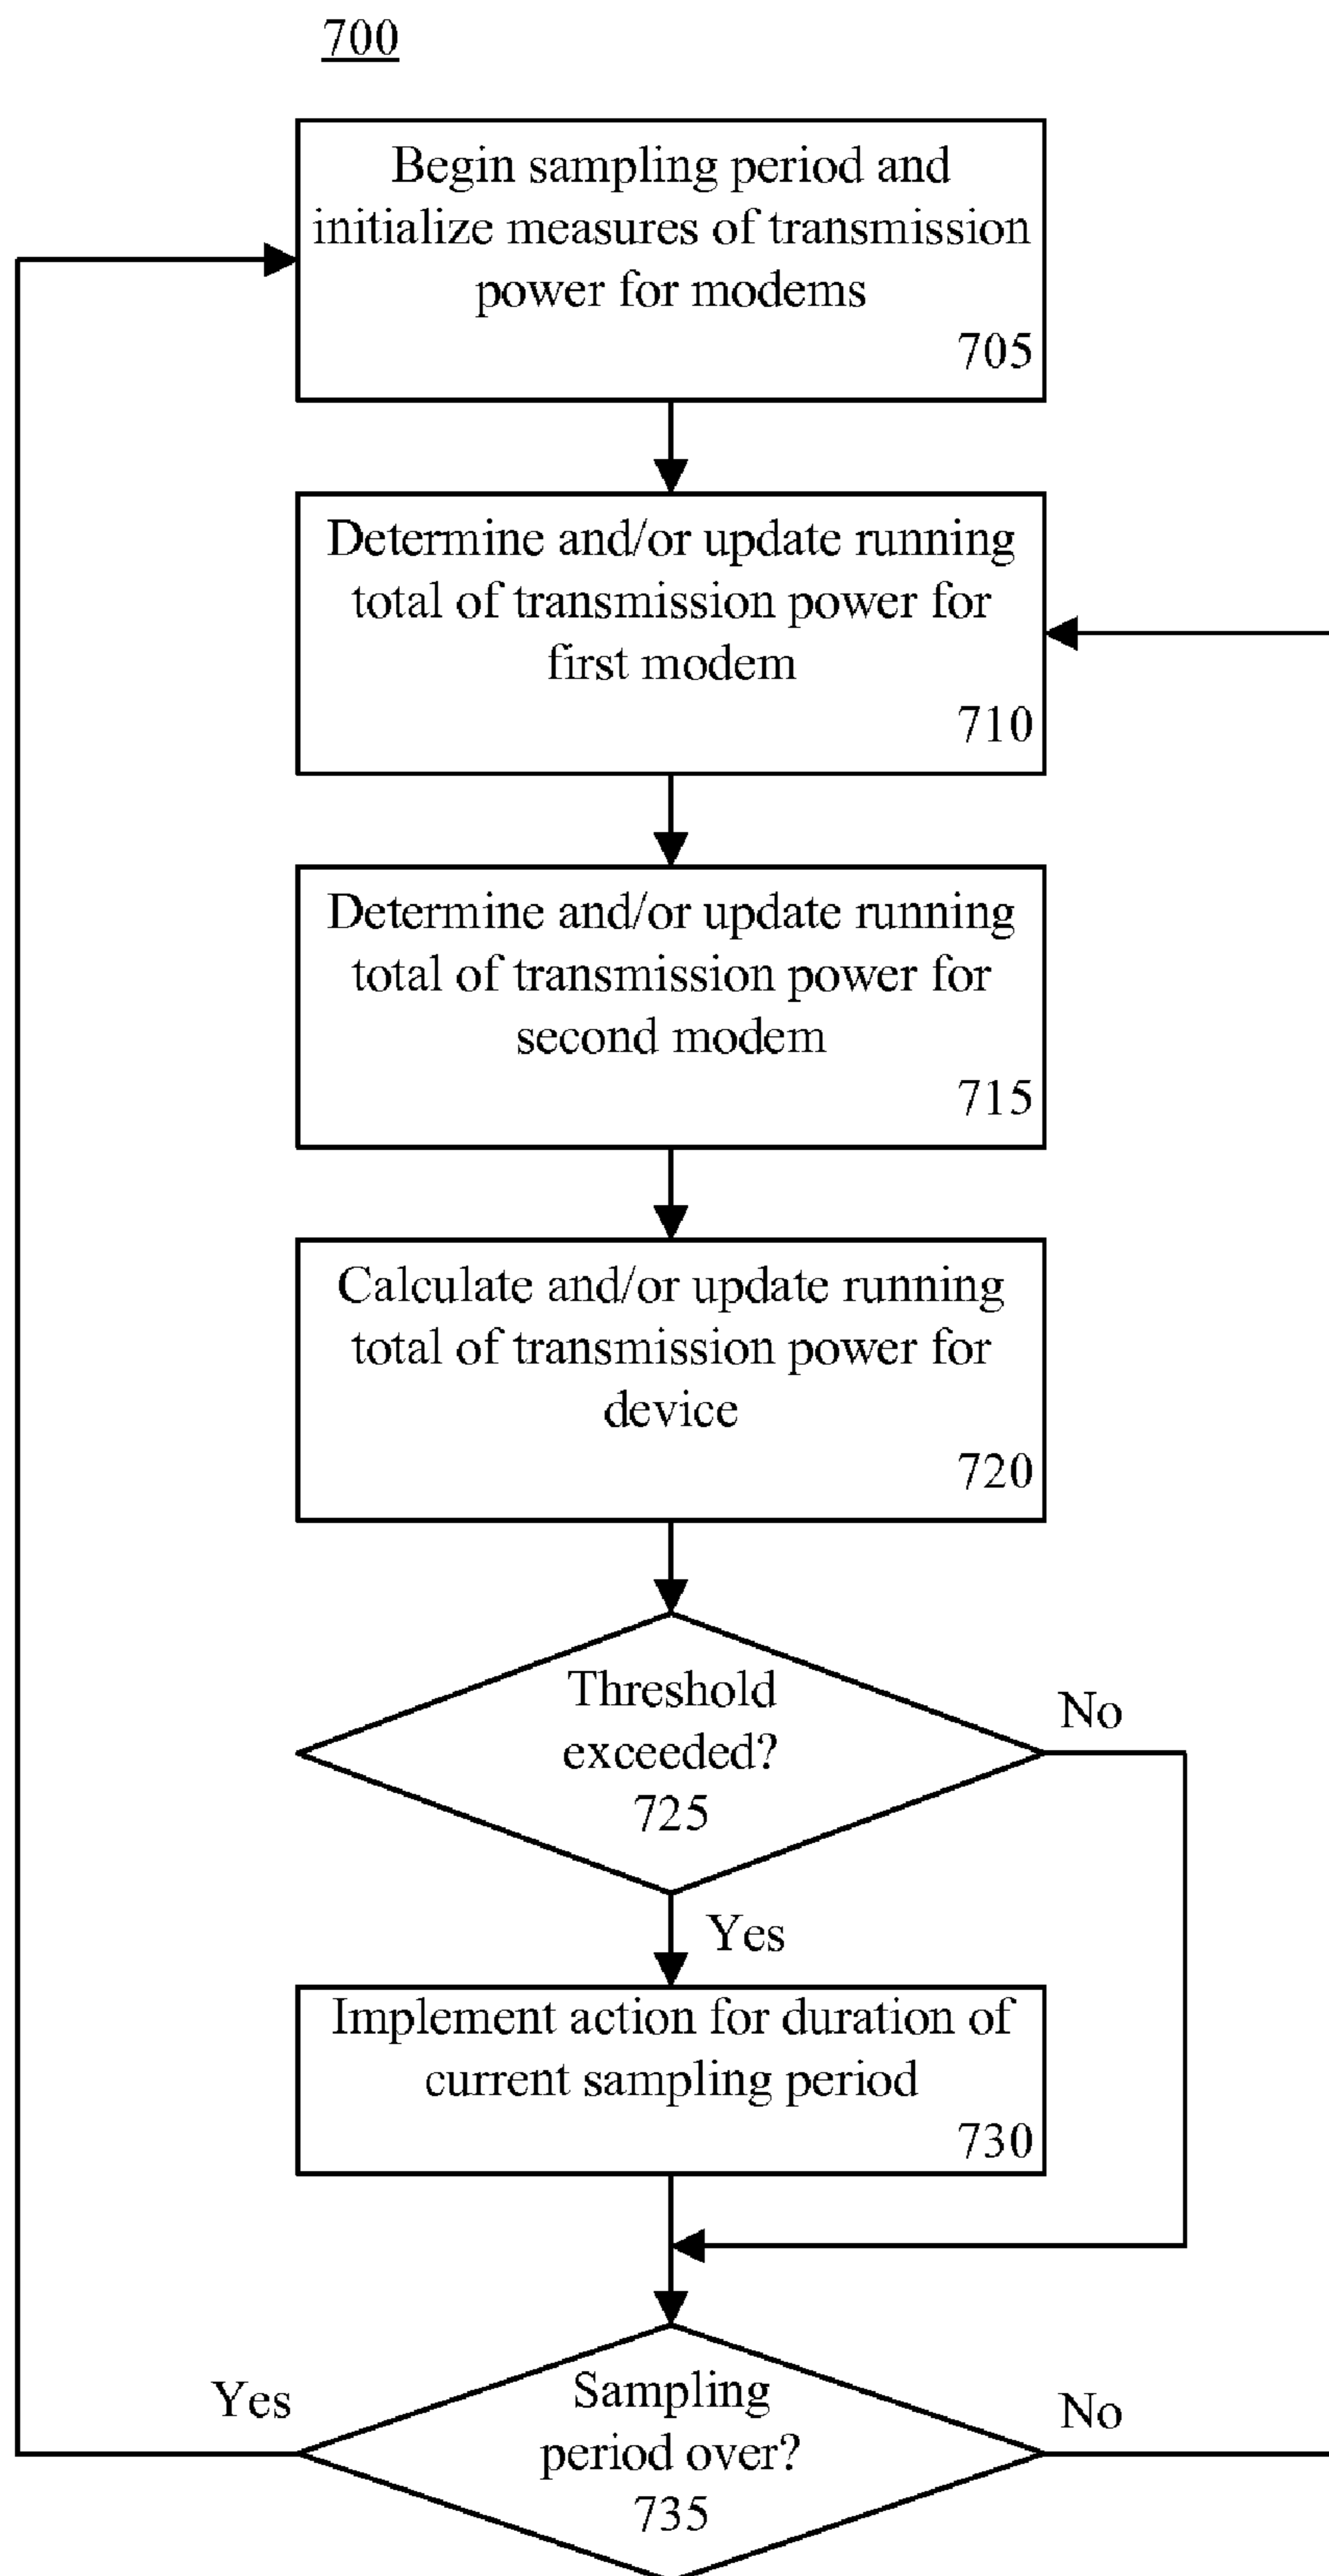 700
Begin sampling period and
initialize measures of transmission
power for modems
705
Determine and/or update running
total of transmission power for
first modem
710
Determine and/or update running
total of transmission power for
second modem
715
Calculate and/or update running
total of transmission power for
device
720
Threshold
exceeded?
725
No
Yes
Implement action for duration of
current sampling period
730
Yes
Sampling
period over?
735
No